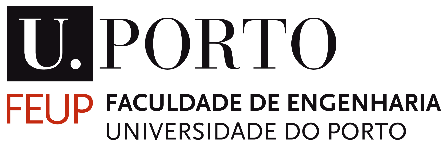 U.PORTO
FEUP FACULDADE DE ENGENHARIA
UNIVERSIDADE DO PORTO